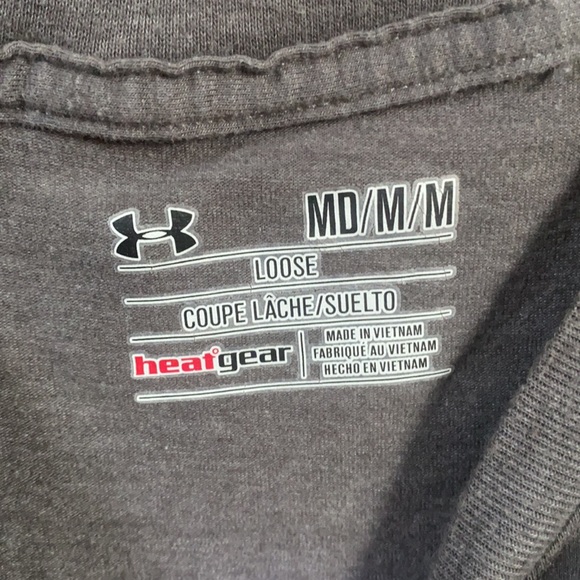 MD/M/M
LOOSE
COUPE LÂCHE/SUELTO
heatgear
MADE IN VIETNAM
FABRIQUÉ AU VIETNAM
HECHO EN VIETNAM